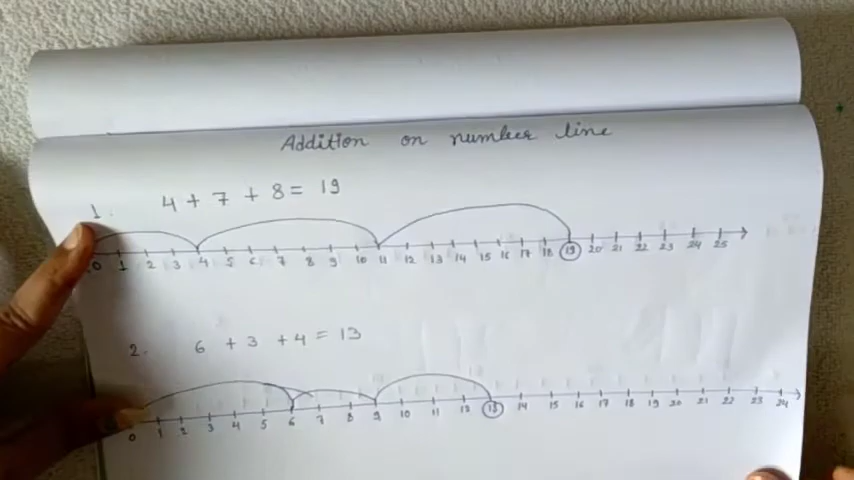 Addition on number line
1. 4 + 7 + 8 = 19
0 1 2 3 4 5 6 7 8 9 10 11 12 13 14 15 16 17 18 19 20 21 22 23 24 25
2. 6 + 3 + 4 = 13
0 1 2 3 4 5 6 7 8 9 10 11 12 13 14 15 16 17 18 19 20 21 22 23 24